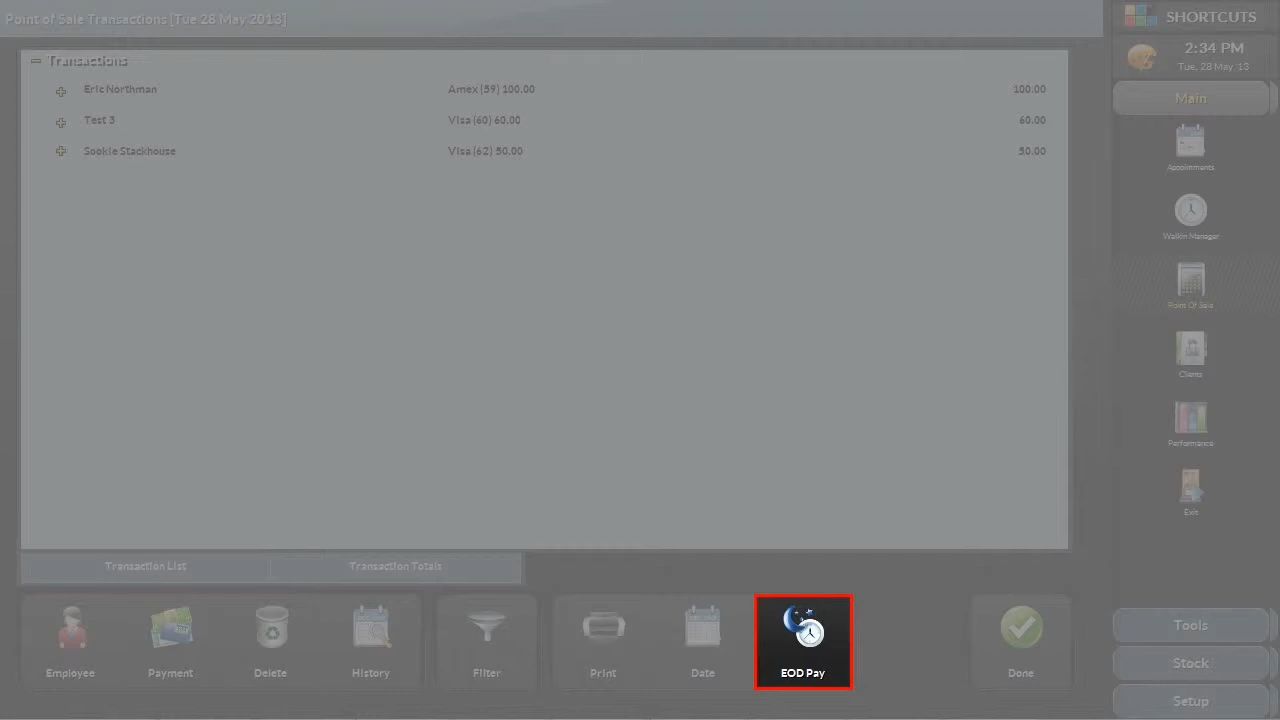 Point of Sale Transactions [Tue 28 May 2013]
SHORTCUTS
2:34 PM
Tue, 28 May '13
Main
Transactions
Eric Northman Amex (59) 100.00 100.00
Test 3 Visa (60) 60.00 60.00
Sookie Stackhouse Visa (62) 50.00 50.00
Appointments
Walkin Manager
Point Of Sale
Clients
Performance
Exit
Transaction List Transaction Totals
Employee Payment Delete History Filter Print Date EOD Pay Done
Tools
Stock
Setup